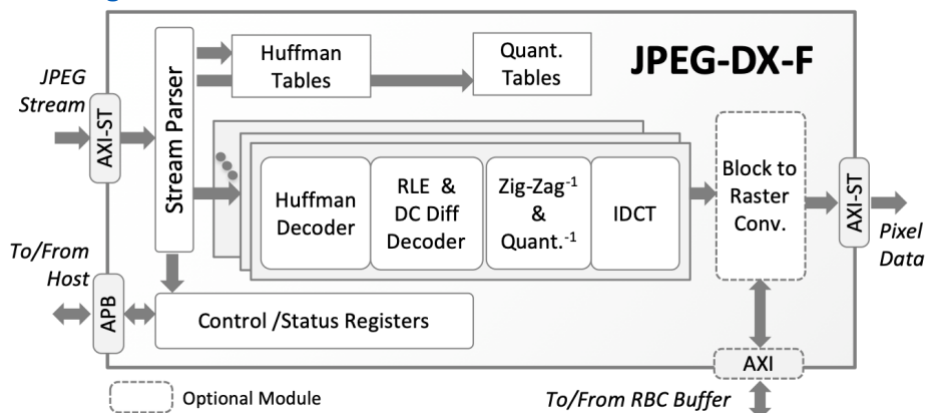 JPEG-DX-F
JPEG
Stream
AXI-ST
Stream Parser
Huffman
Tables
Quant.
Tables
Huffman
Decoder
RLE &
DC Diff
Decoder
Zig-Zag⁻¹
&
Quant.⁻¹
IDCT
Block to
Raster
Conv.
AXI-ST
Pixel
Data
To/From
Host
APB
Control /Status Registers
AXI
Optional Module
To/From RBC Buffer